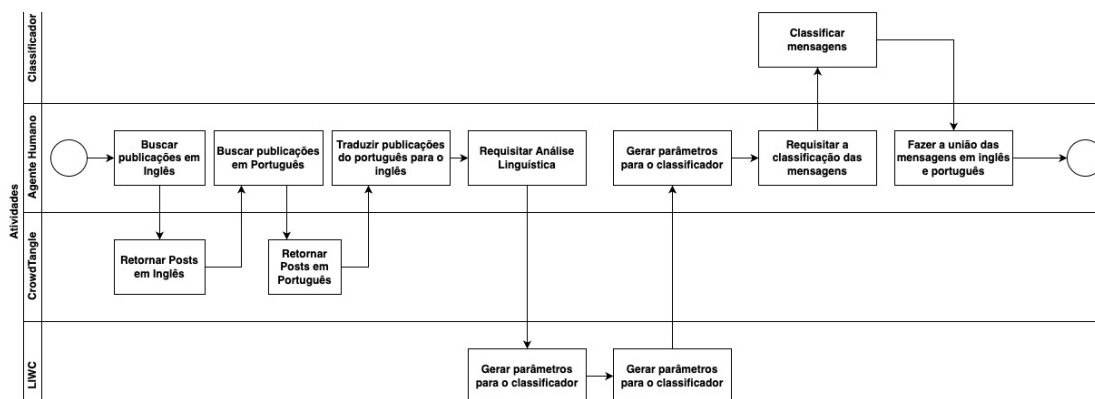 Atividades
Classificador
Classificar
mensagens
Agente Humano
Buscar
publicações em
Inglês
Buscar publicações
em Português
Traduzir publicações
do português para o
inglês
Requisitar Análise
Linguística
Gerar parâmetros
para o classificador
Requisitar a
classificação das
mensagens
Fazer a união das
mensagens em inglês
e português
CrowdTangle
Retornar Posts
em Inglês
Retornar
Posts em
Português
LIWC
Gerar parâmetros
para o classificador
Gerar parâmetros
para o classificador